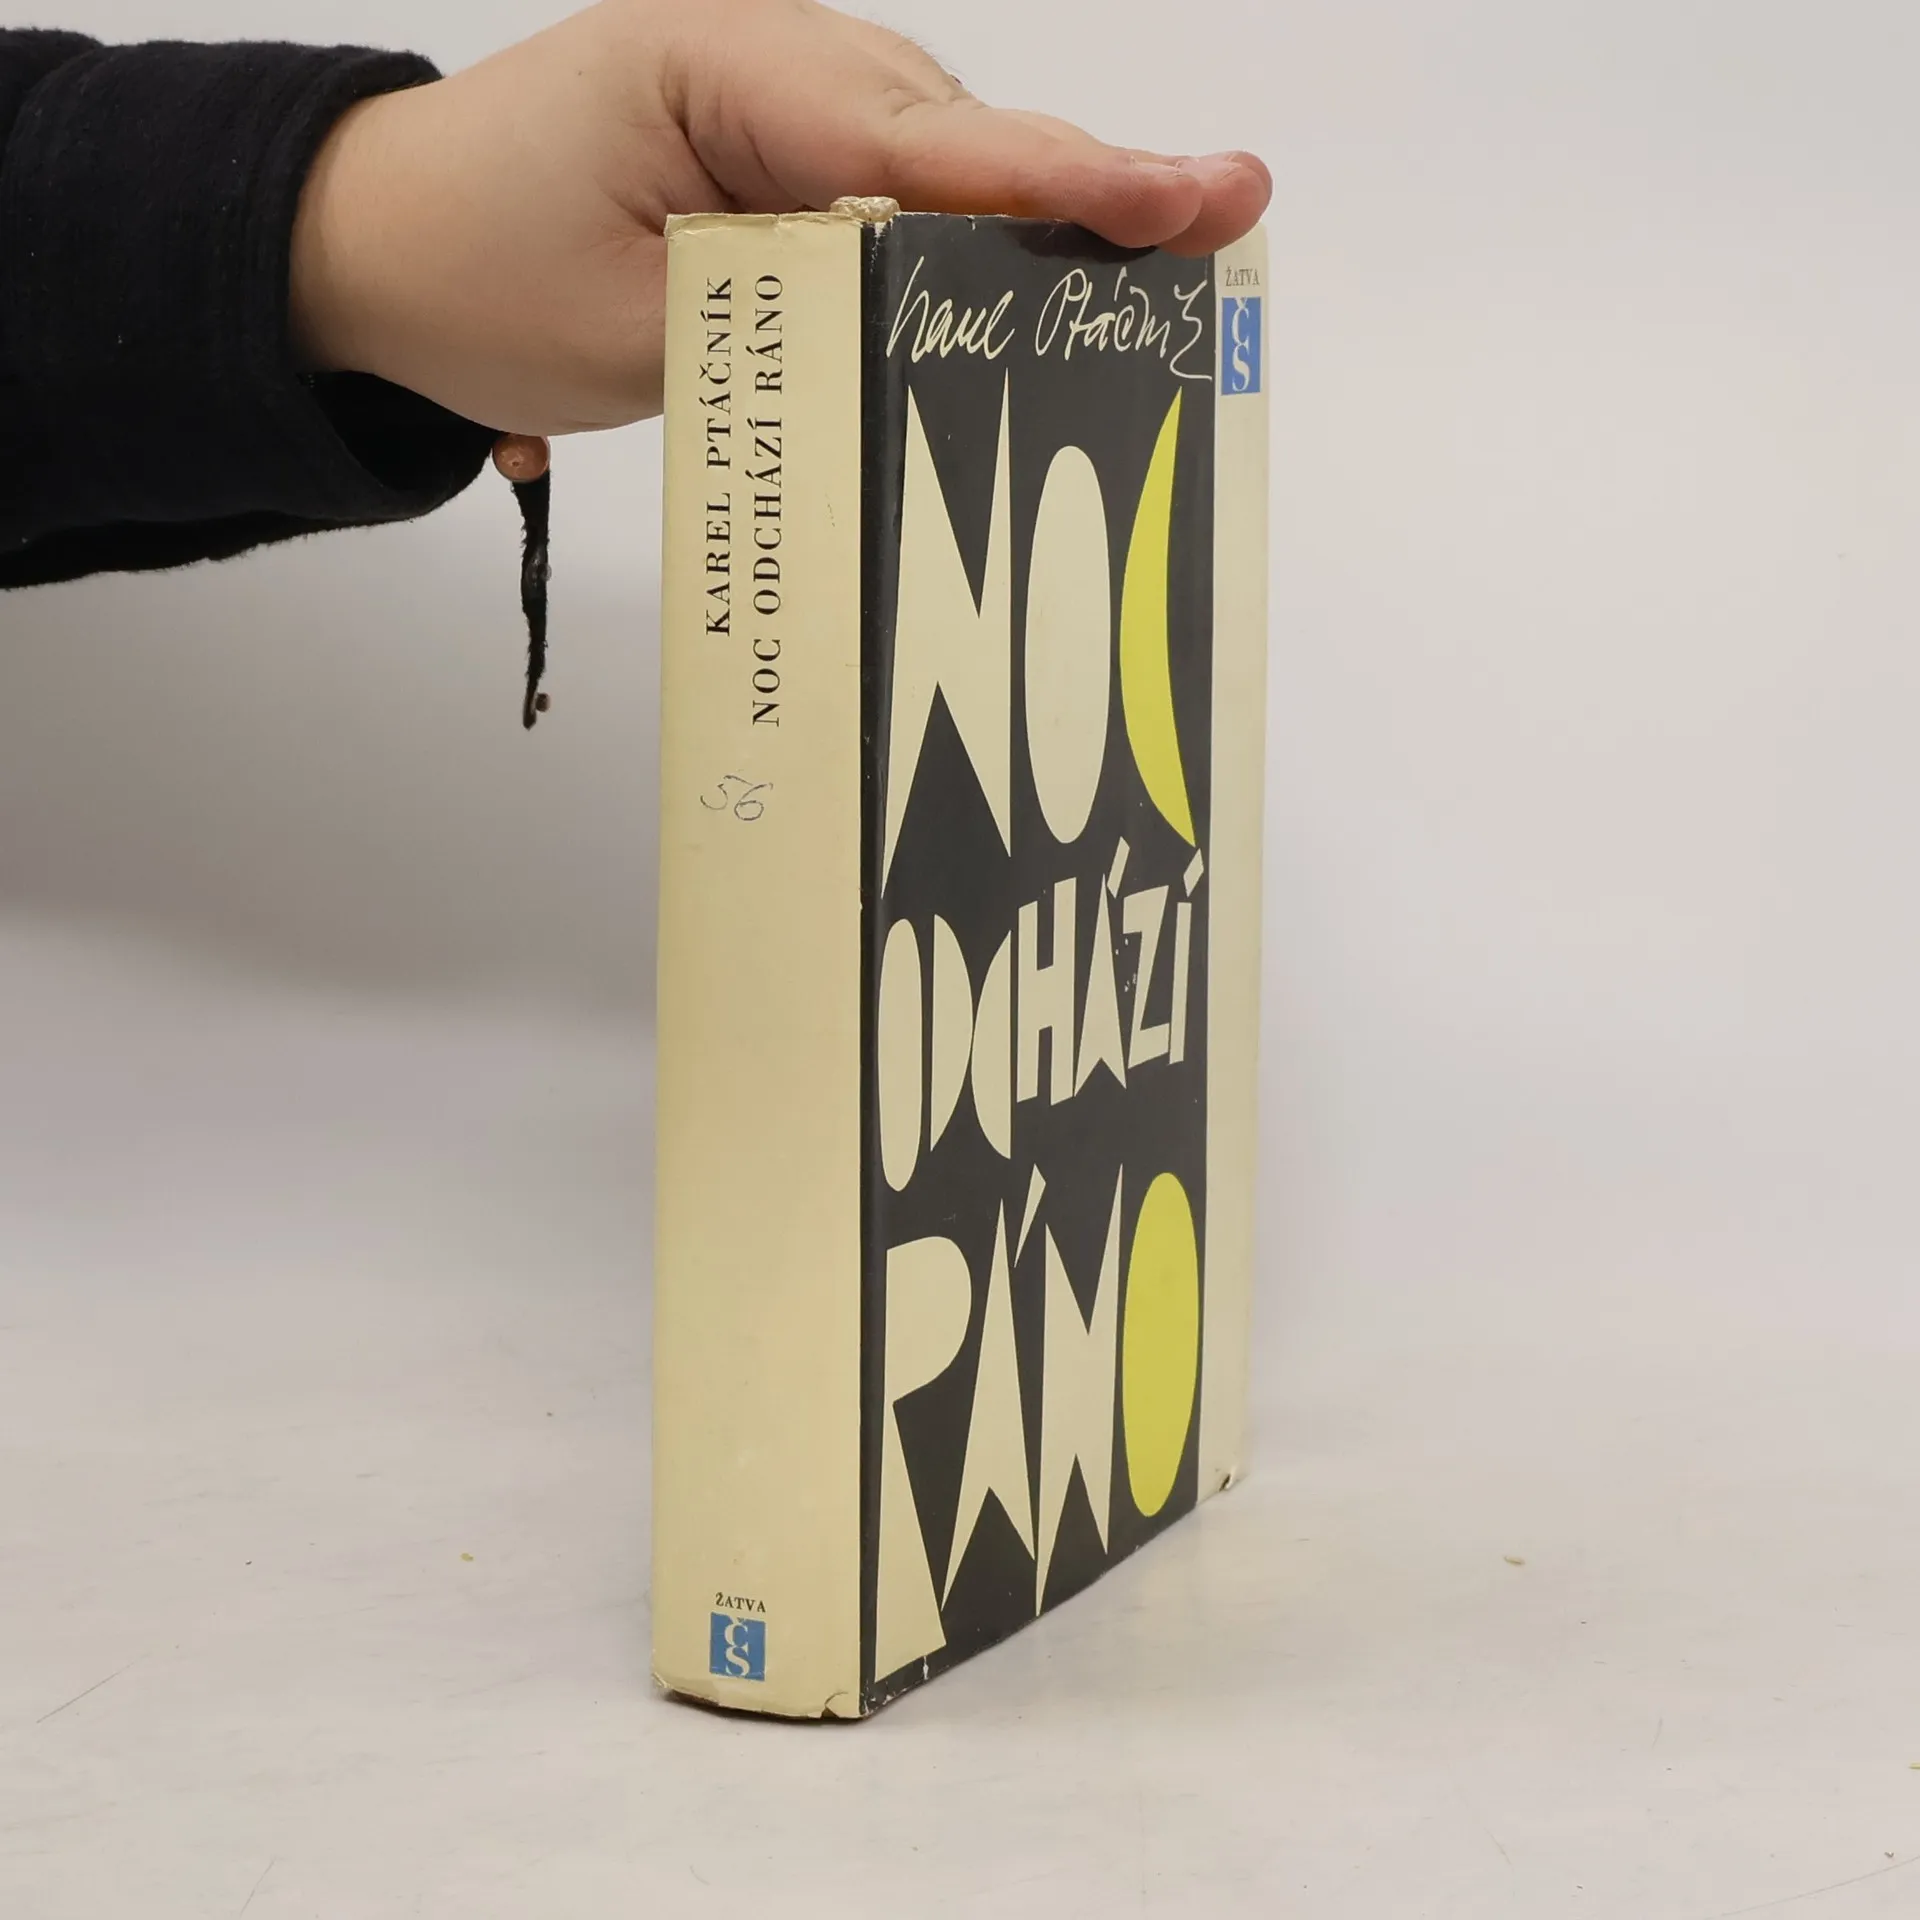 KAREL PTÁČNÍK
NOC ODCHÁZÍ RÁNO
56
ŽATVA
ČS
Karel Ptáčník
NOC
ODCHÁZÍ
RÁNO
ŽATVA
ČS